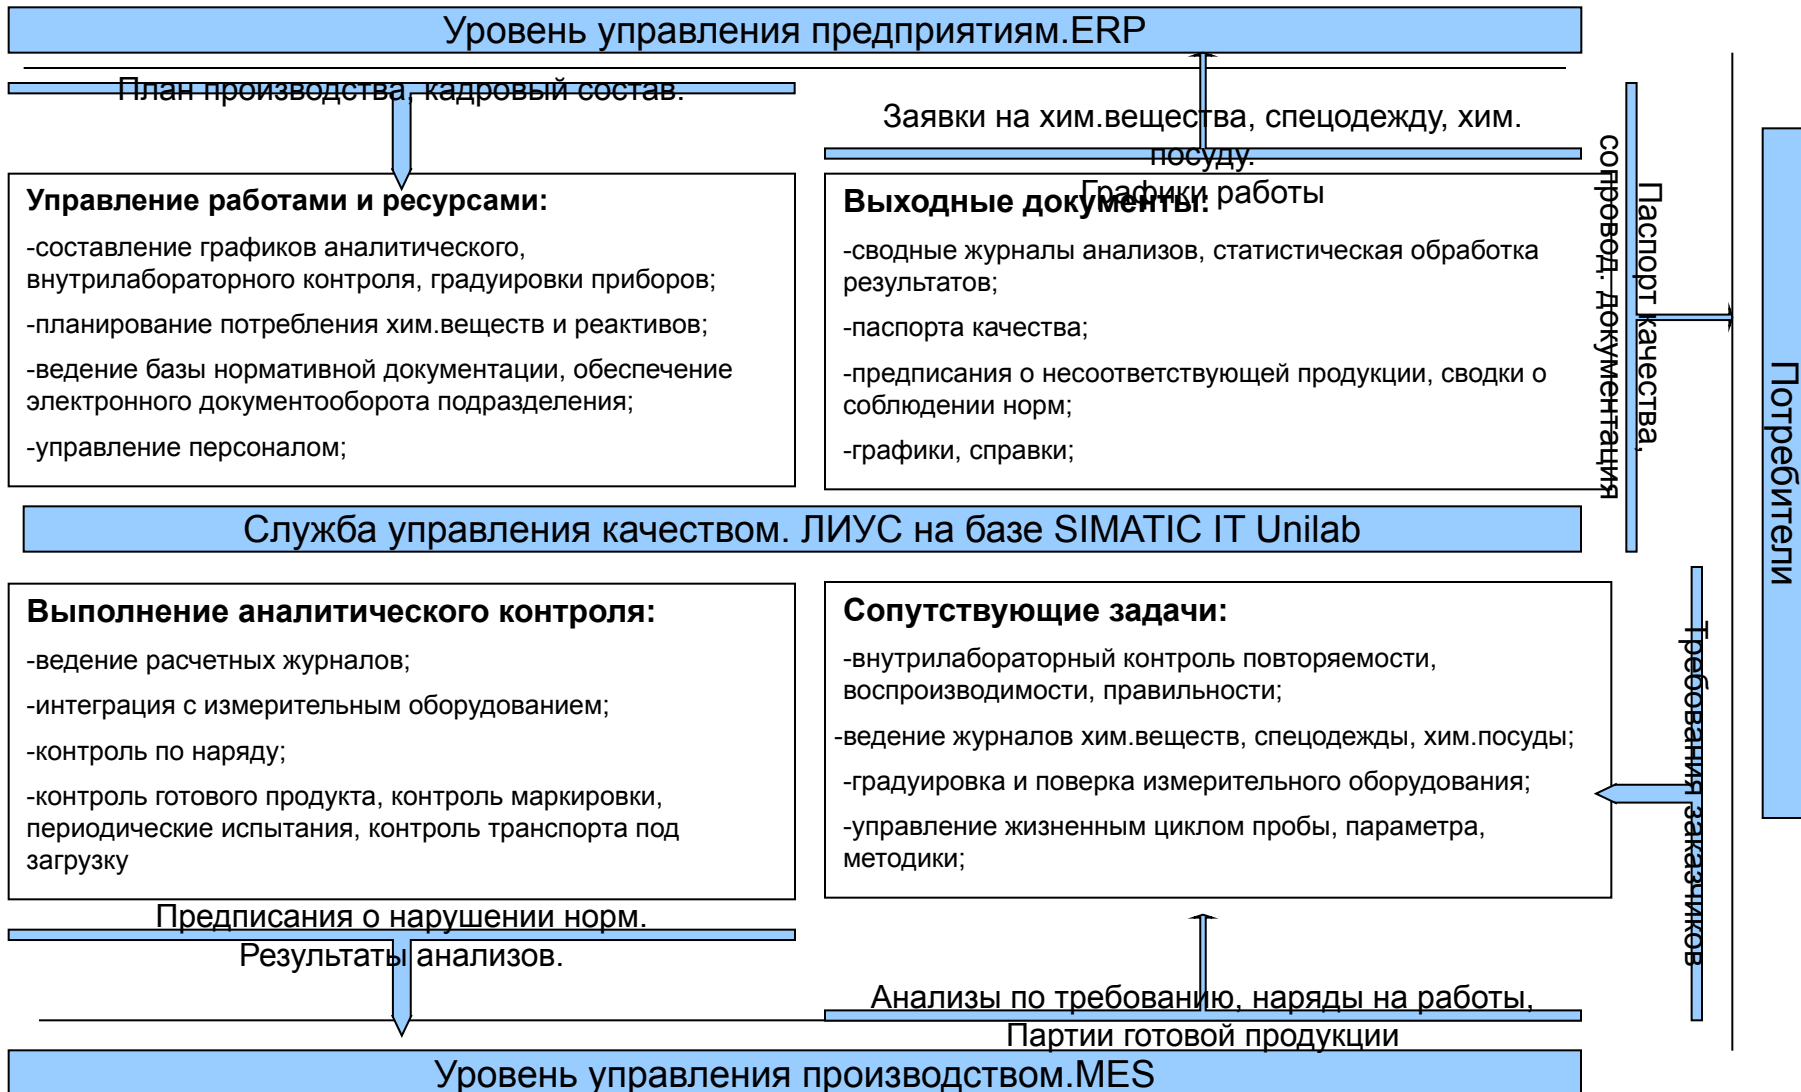 Уровень управления предприятиям.ERP
План производства, кадровый состав.
Заявки на хим.вещества, спецодежду, хим.
посуду.
Графики работы
Управление работами и ресурсами:
-составление графиков аналитического,
внутрилабораторного контроля, градуировки приборов;
-планирование потребления хим.веществ и реактивов;
-ведение базы нормативной документации, обеспечение
электронного документооборота подразделения;
-управление персоналом;
Выходные документы:
-сводные журналы анализов, статистическая обработка
результатов;
-паспорта качества;
-предписания о несоответствующей продукции, сводки о
соблюдении норм;
-графики, справки;
Паспорт качества,
сопровод. документация
Потребители
Служба управления качеством. ЛИУС на базе SIMATIC IT Unilab
Выполнение аналитического контроля:
-ведение расчетных журналов;
-интеграция с измерительным оборудованием;
-контроль по наряду;
-контроль готового продукта, контроль маркировки,
периодические испытания, контроль транспорта под
загрузку
Сопутствующие задачи:
-внутрилабораторный контроль повторяемости,
воспроизводимости, правильности;
-ведение журналов хим.веществ, спецодежды, хим.посуды;
-градуировка и поверка измерительного оборудования;
-управление жизненным циклом пробы, параметра,
методики;
Требования заказчиков
Предписания о нарушении норм.
Результаты анализов.
Анализы по требованию, наряды на работы,
Партии готовой продукции
Уровень управления производством.MES